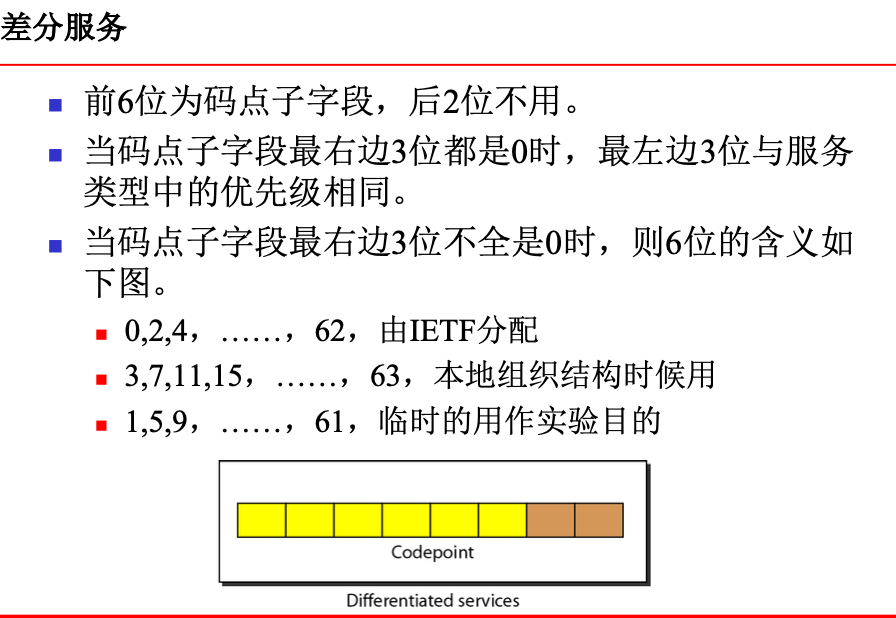 差分服务
前6位为码点子字段，后2位不用。
当码点子字段最右边3位都是0时，最左边3位与服务
类型中的优先级相同。
当码点子字段最右边3位不全是0时，则6位的含义如
下图。
0,2,4，……，62，由IETF分配
3,7,11,15，……，63，本地组织结构时候用
1,5,9，……，61，临时的用作实验目的
Codepoint
Differentiated services